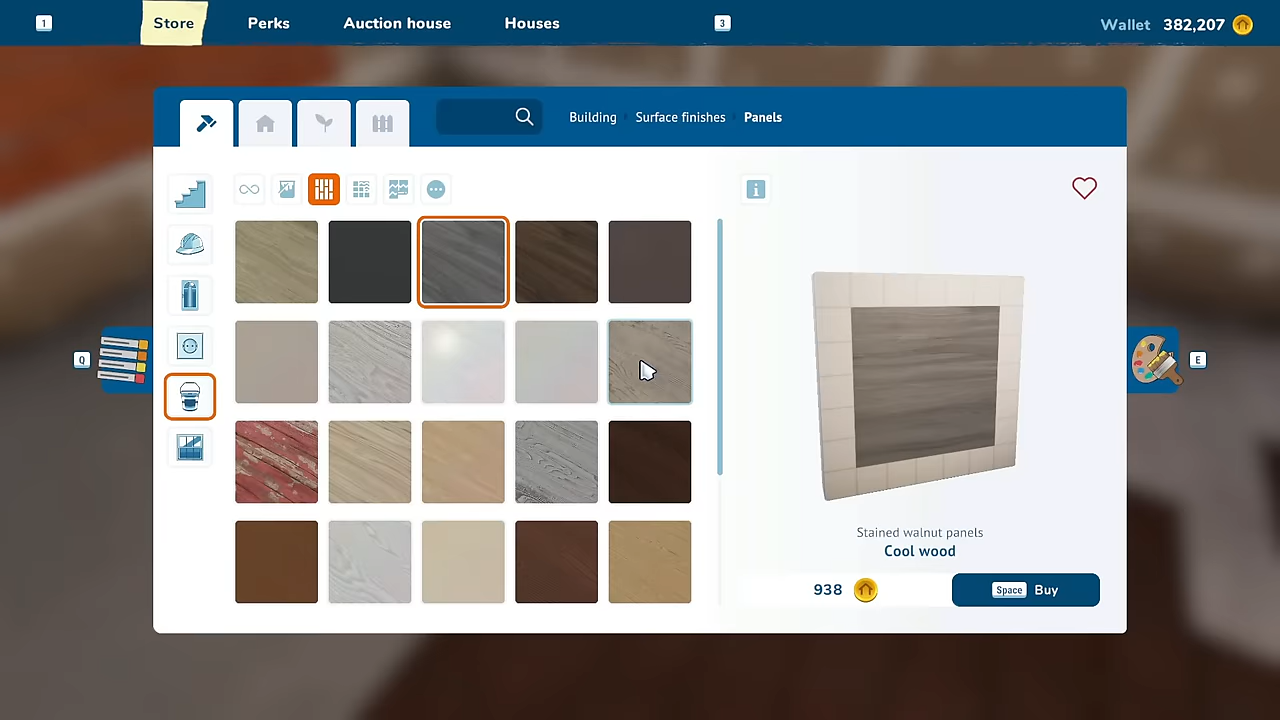 1
Store
Perks
Auction house
Houses
3
Wallet 382,207
Building
Surface finishes
Panels
Q
E
Stained walnut panels
Cool wood
938
Space Buy